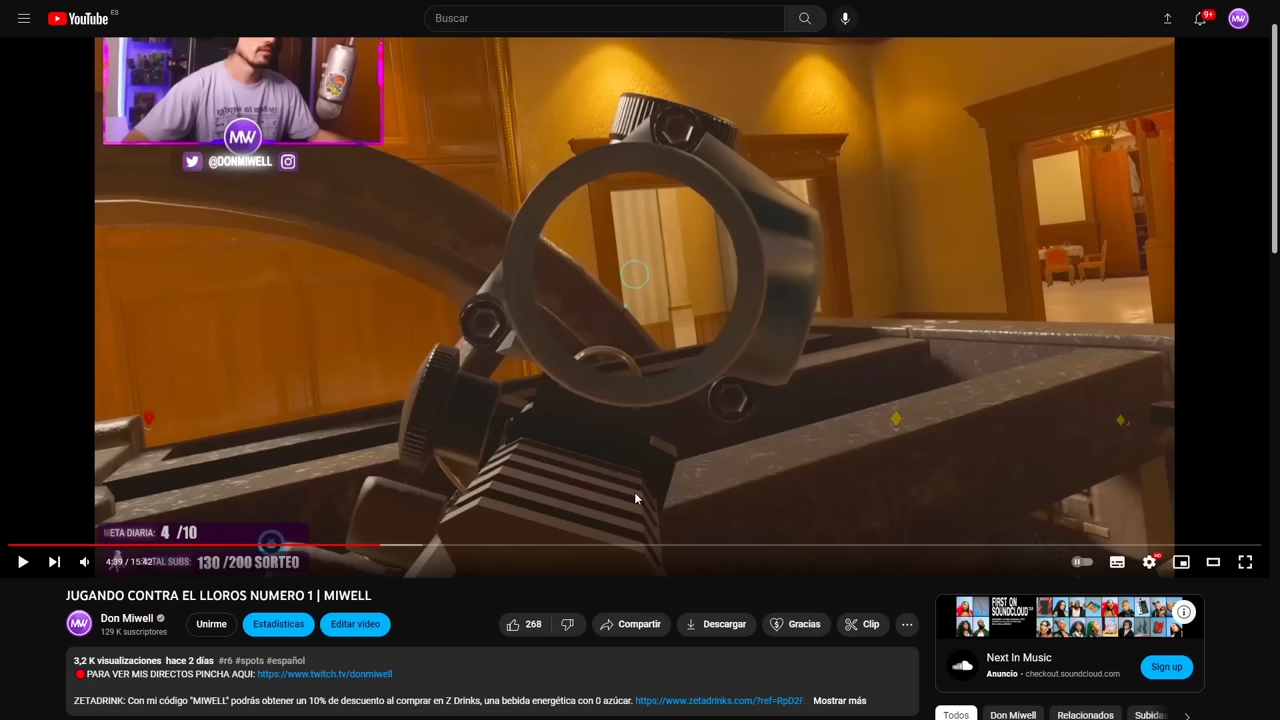 YouTube ES
Buscar
9+
MW
MW
@DONMIWELL
META DIARIA: 4 /10
130 /200 SORTEO
4:39 / 15:42
HD
JUGANDO CONTRA EL LLOROS NUMERO 1 | MIWELL
MW
Don Miwell
129 K suscriptores
Unirme
Estadísticas
Editar vídeo
268
Compartir
Descargar
Gracias
Clip
3,2 K visualizaciones hace 2 días #r6 #spots #español
PARA VER MIS DIRECTOS PINCHA AQUI: https://www.twitch.tv/donmiwell
ZETADRINK: Con mi código "MIWELL" podrás obtener un 10% de descuento al comprar en Z Drinks, una bebida energética con 0 azúcar. https://www.zetadrinks.com/?ref=RpD2F... Mostrar más
FIRST ON
SOUNDCLOUD
Next In Music
Anuncio • checkout.soundcloud.com
Sign up
Todos
Don Miwell
Relacionados
Subida